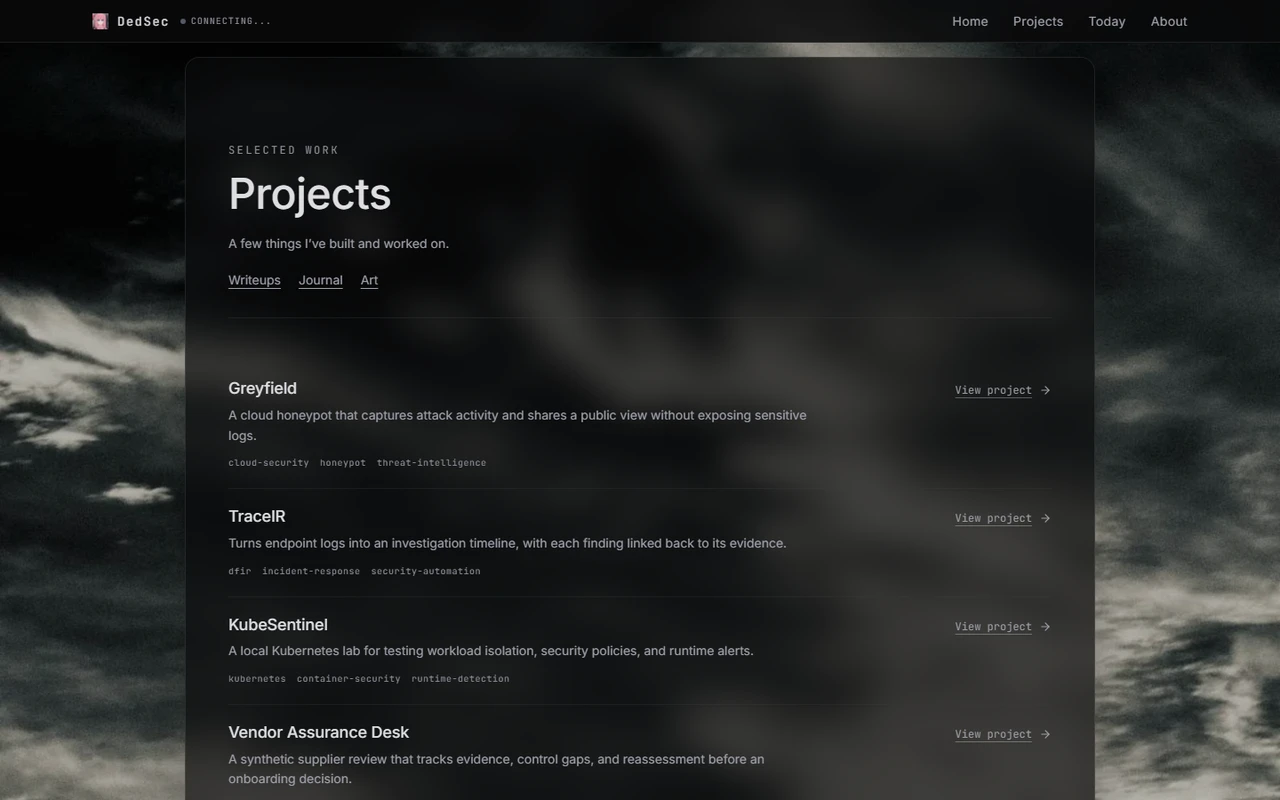 DedSec CONNECTING... Home Projects Today About
SELECTED WORK
Projects
A few things I've built and worked on.
Writeups Journal Art
Greyfield
View project →
A cloud honeypot that captures attack activity and shares a public view without exposing sensitive
logs.
cloud-security honeypot threat-intelligence
TraceIR
View project →
Turns endpoint logs into an investigation timeline, with each finding linked back to its evidence.
dfir incident-response security-automation
KubeSentinel
View project →
A local Kubernetes lab for testing workload isolation, security policies, and runtime alerts.
kubernetes container-security runtime-detection
Vendor Assurance Desk
View project →
A synthetic supplier review that tracks evidence, control gaps, and reassessment before an
onboarding decision.